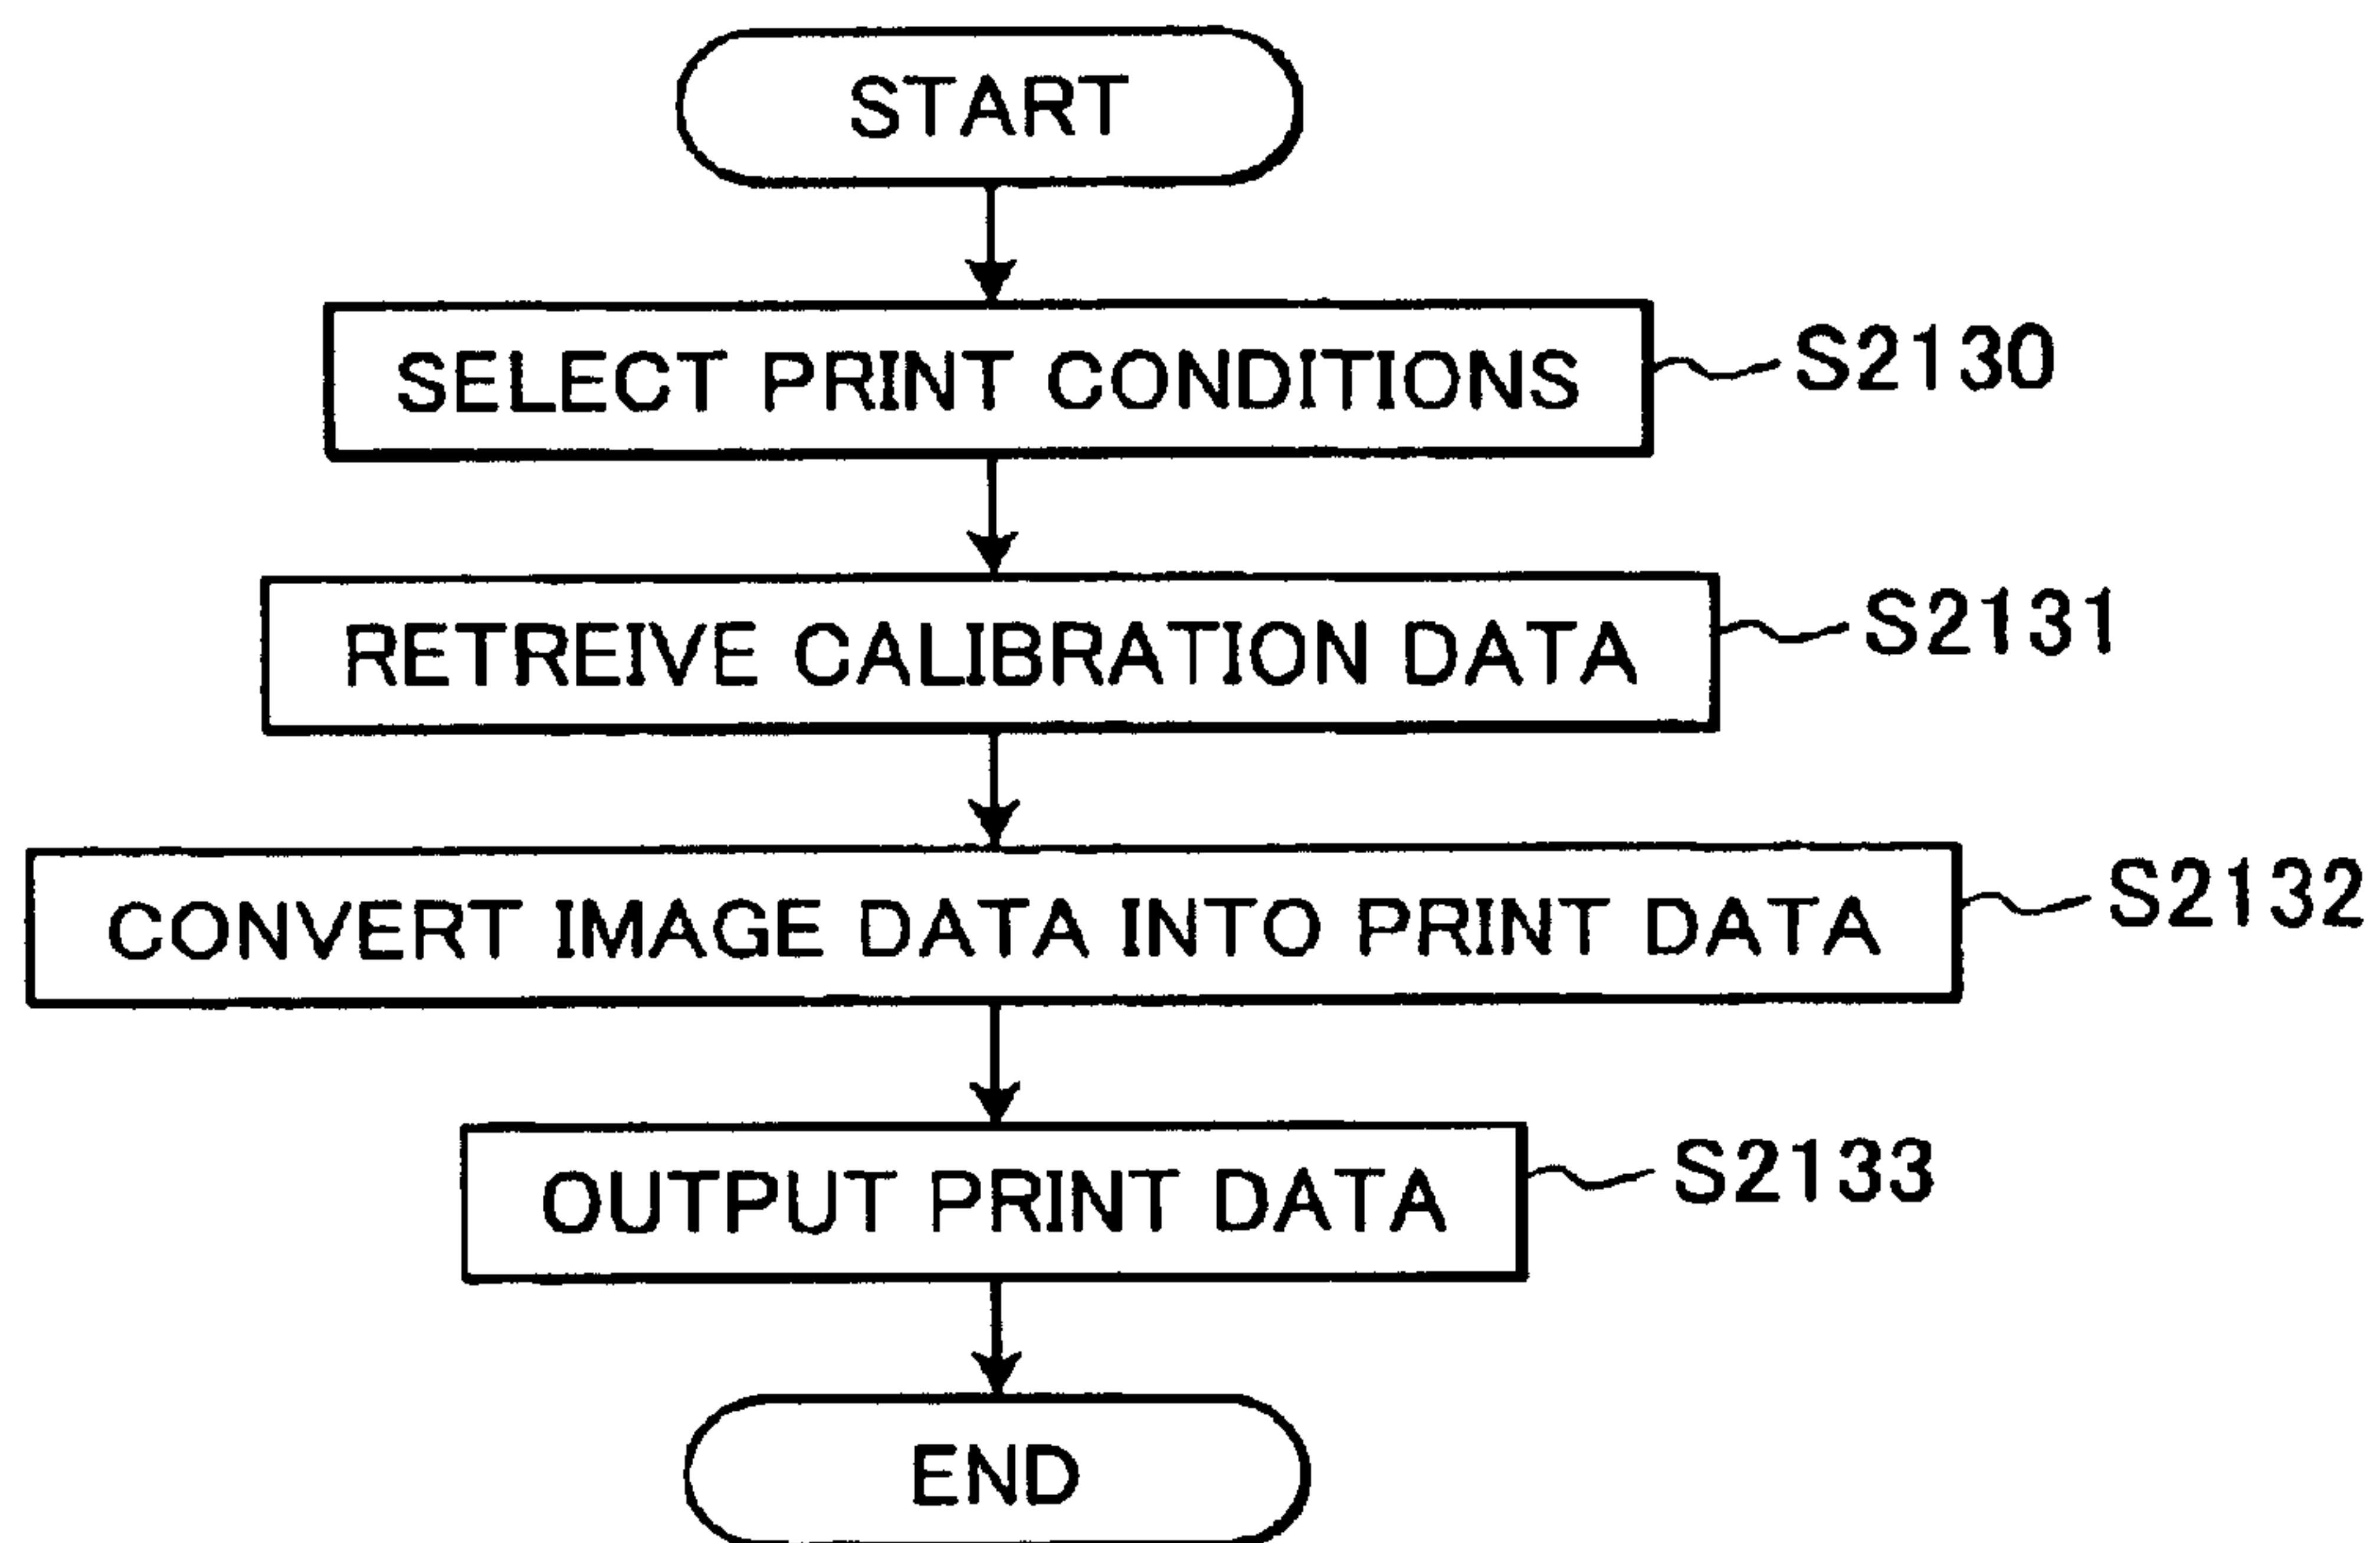 START
SELECT PRINT CONDITIONS
S2130
RETREIVE CALIBRATION DATA
S2131
CONVERT IMAGE DATA INTO PRINT DATA
S2132
OUTPUT PRINT DATA
S2133
END